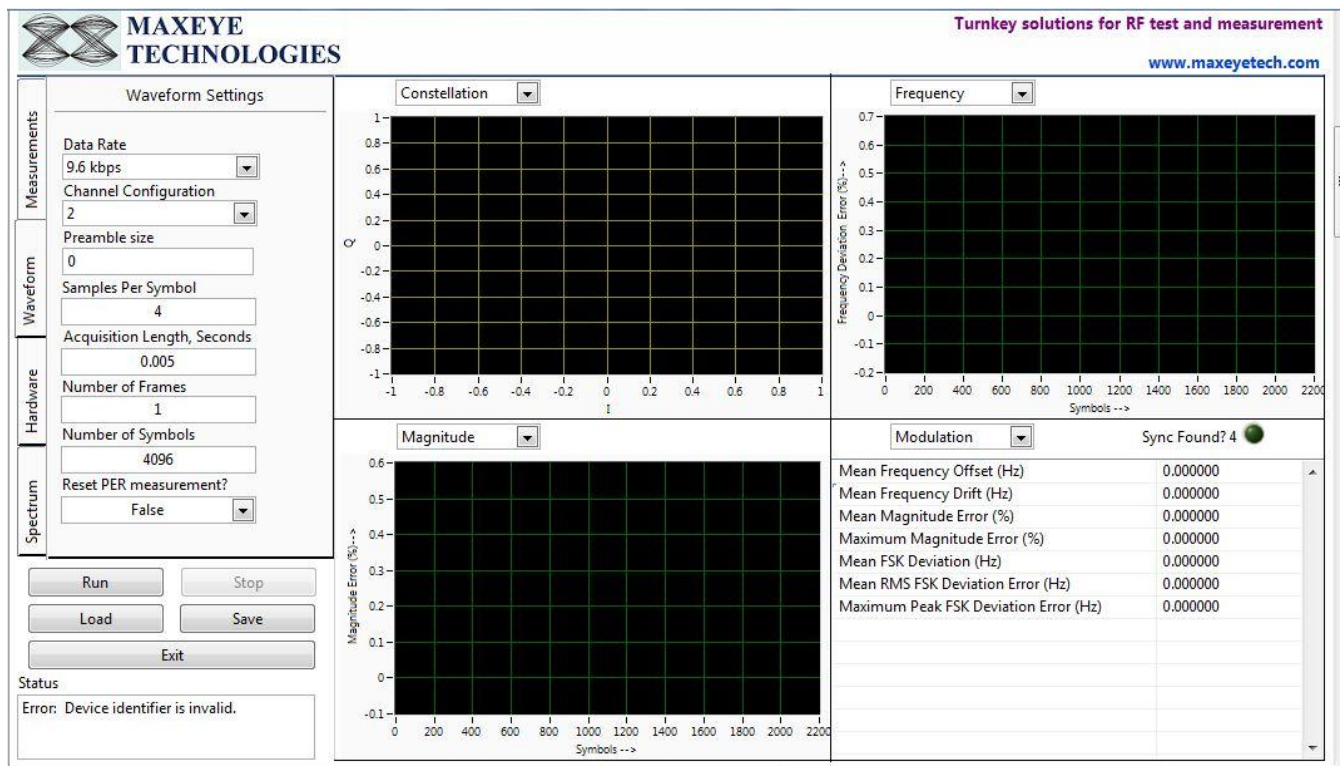 MAXEYE
TECHNOLOGIES
Turnkey solutions for RF test and measurement
www.maxeyetech.com
Measurements
Waveform
Hardware
Spectrum
Waveform Settings
Data Rate
9.6 kbps
Channel Configuration
2
Preamble size
0
Samples Per Symbol
4
Acquisition Length, Seconds
0.005
Number of Frames
1
Number of Symbols
4096
Reset PER measurement?
False
Run Stop
Load Save
Exit
Status
Error: Device identifier is invalid.
Constellation
1
0.8
0.6
0.4
0.2
0
-0.2
-0.4
-0.6
-0.8
-1
Q
-1 -0.8 -0.6 -0.4 -0.2 0 0.2 0.4 0.6 0.8 1
I
Frequency
0.7
0.6
0.5
0.4
0.3
0.2
0.1
0
-0.1
-0.2
Frequency Deviation Error (%)-->
0 200 400 600 800 1000 1200 1400 1600 1800 2000 2200
Symbols -->
Magnitude
0.6
0.5
0.4
0.3
0.2
0.1
0
-0.1
Magnitude Error (%)-->
0 200 400 600 800 1000 1200 1400 1600 1800 2000 2200
Symbols -->
Modulation Sync Found? 4
Mean Frequency Offset (Hz) 0.000000
Mean Frequency Drift (Hz) 0.000000
Mean Magnitude Error (%) 0.000000
Maximum Magnitude Error (%) 0.000000
Mean FSK Deviation (Hz) 0.000000
Mean RMS FSK Deviation Error (Hz) 0.000000
Maximum Peak FSK Deviation Error (Hz) 0.000000